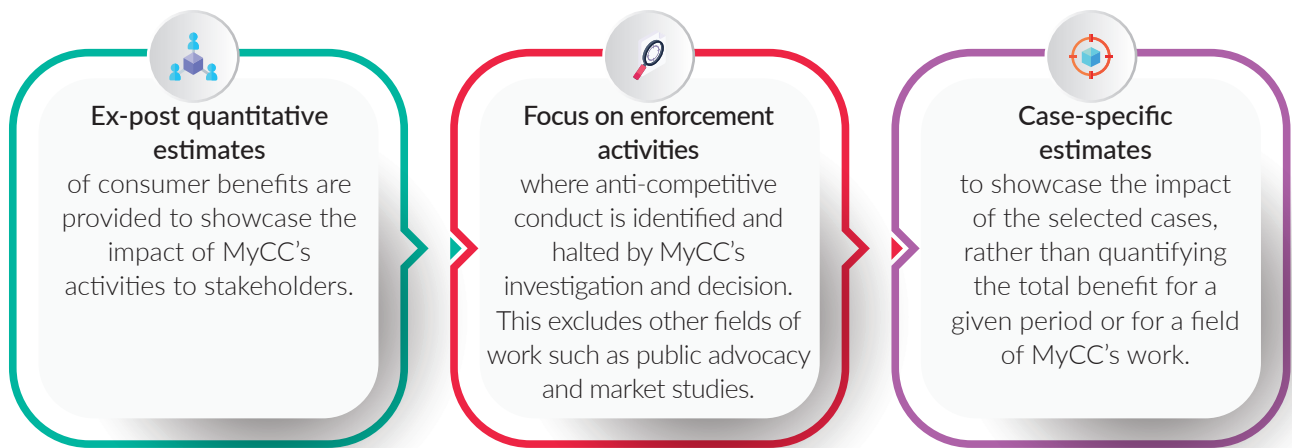 Ex-post quantitative
estimates
of consumer benefits are
provided to showcase the
impact of MyCC's
activities to stakeholders.
Focus on enforcement
activities
where anti-competitive
conduct is identified and
halted by MyCC's
investigation and decision.
This excludes other fields of
work such as public advocacy
and market studies.
Case-specific
estimates
to showcase the impact
of the selected cases,
rather than quantifying
the total benefit for a
given period or for a field
of MyCC's work.